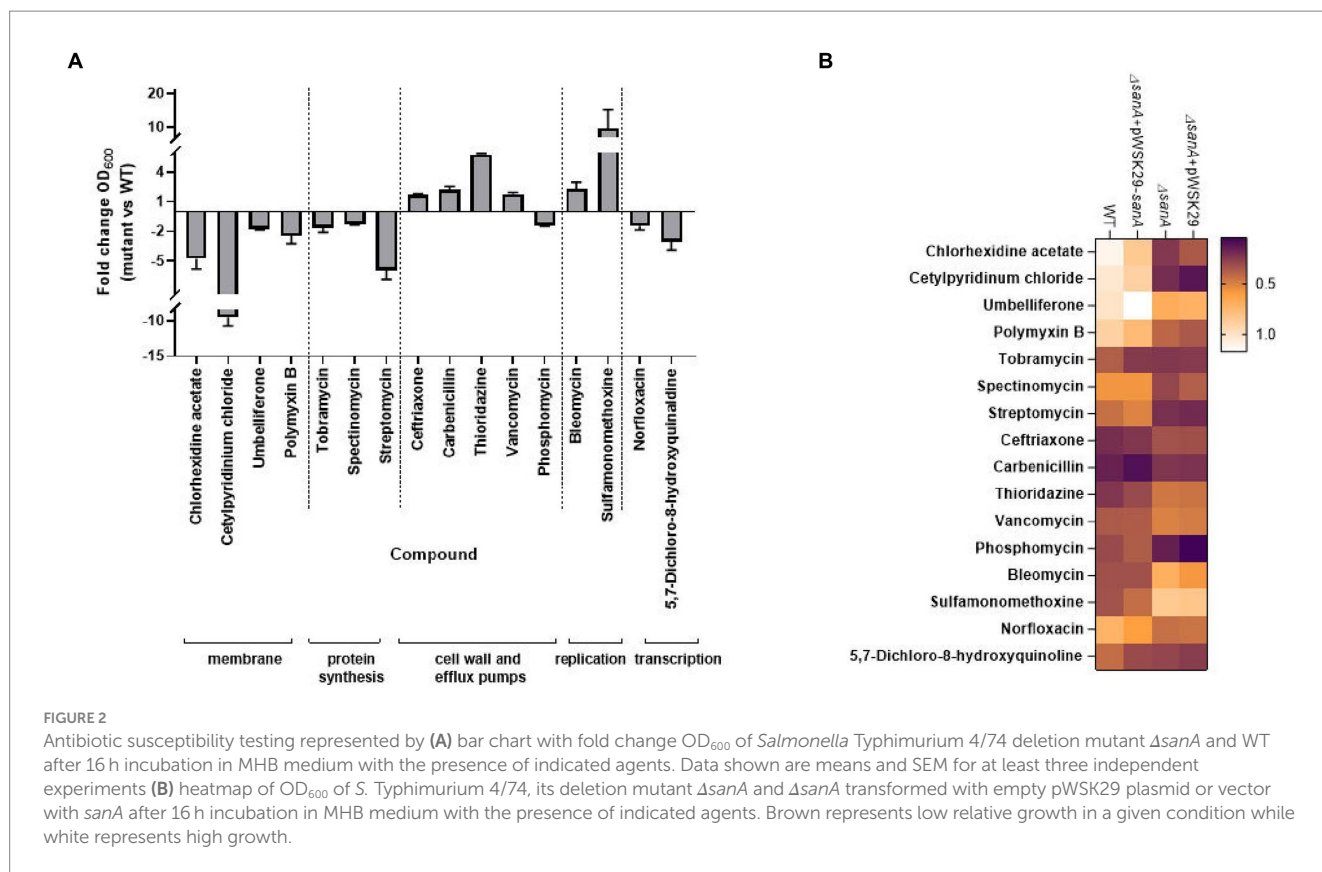 A
Fold change OD600
(mutant vs WT)
20
10
4
1
-2
-5
-10
-15
Chlorhexidine acetate
Cetylpyridinium chloride
Umbelliferone
Polymyxin B
Tobramycin
Spectinomycin
Streptomycin
Ceftriaxone
Carbenicillin
Thioridazine
Vancomycin
Phosphomycin
Bleomycin
Sulfamonomethoxine
Norfloxacin
5,7-Dichloro-8-hydroxyquinaldine
Compound
membrane
protein
synthesis
cell wall and
efflux pumps
replication
transcription
B
WT
ΔsanA+pWSK29-sanA
ΔsanA
ΔsanA+pWSK29
Chlorhexidine acetate
Cetylpyridinum chloride
Umbelliferone
Polymyxin B
Tobramycin
Spectinomycin
Streptomycin
Ceftriaxone
Carbenicillin
Thioridazine
Vancomycin
Phosphomycin
Bleomycin
Sulfamonomethoxine
Norfloxacin
5,7-Dichloro-8-hydroxyquinoline
0.5
1.0
FIGURE 2
Antibiotic susceptibility testing represented by (A) bar chart with fold change OD600 of Salmonella Typhimurium 4/74 deletion mutant ΔsanA and WT
after 16 h incubation in MHB medium with the presence of indicated agents. Data shown are means and SEM for at least three independent
experiments (B) heatmap of OD600 of S. Typhimurium 4/74, its deletion mutant ΔsanA and ΔsanA transformed with empty pWSK29 plasmid or vector
with sanA after 16 h incubation in MHB medium with the presence of indicated agents. Brown represents low relative growth in a given condition while
white represents high growth.